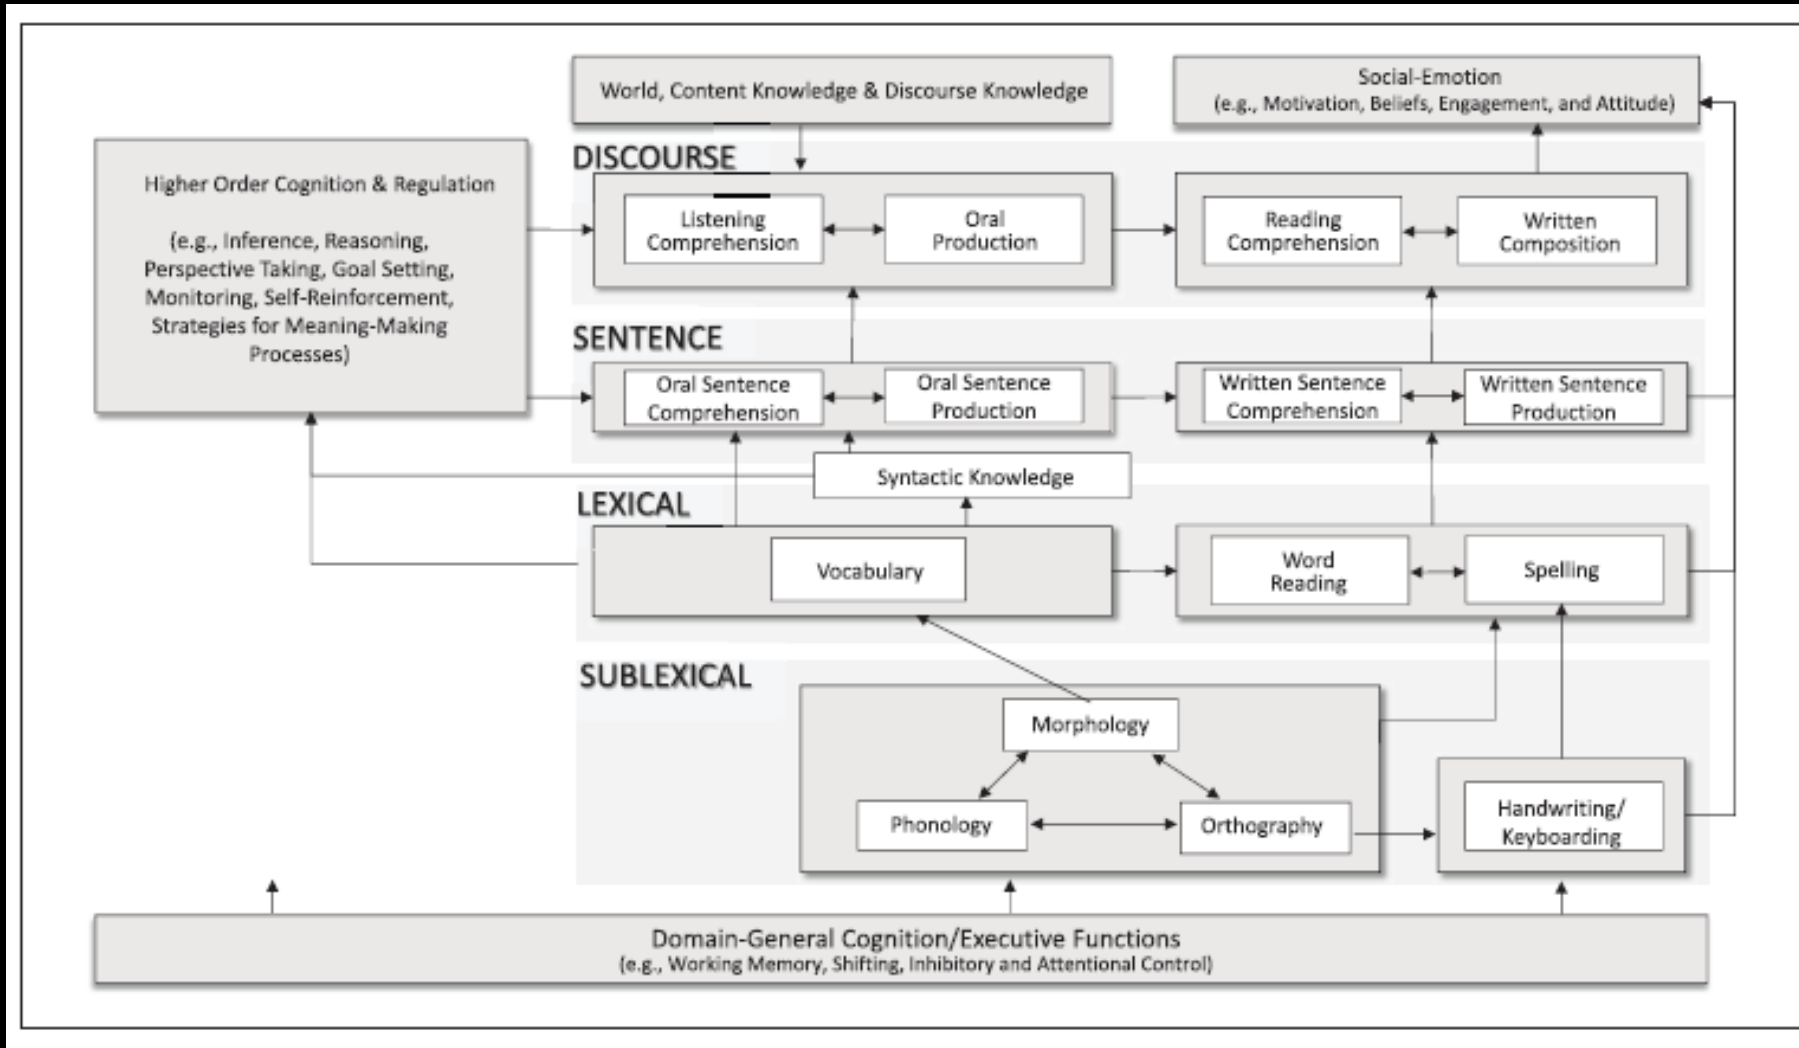 World, Content Knowledge & Discourse Knowledge
Social-Emotion
(e.g., Motivation, Beliefs, Engagement, and Attitude)
Higher Order Cognition & Regulation
(e.g., Inference, Reasoning,
Perspective Taking, Goal Setting,
Monitoring, Self-Reinforcement,
Strategies for Meaning-Making
Processes)
DISCOURSE
Listening
Comprehension
Oral
Production
Reading
Comprehension
Written
Composition
SENTENCE
Oral Sentence
Comprehension
Oral Sentence
Production
Written Sentence
Comprehension
Written Sentence
Production
Syntactic Knowledge
LEXICAL
Vocabulary
Word
Reading
Spelling
SUBLEXICAL
Morphology
Phonology
Orthography
Handwriting/
Keyboarding
Domain-General Cognition/Executive Functions
(e.g., Working Memory, Shifting, Inhibitory and Attentional Control)